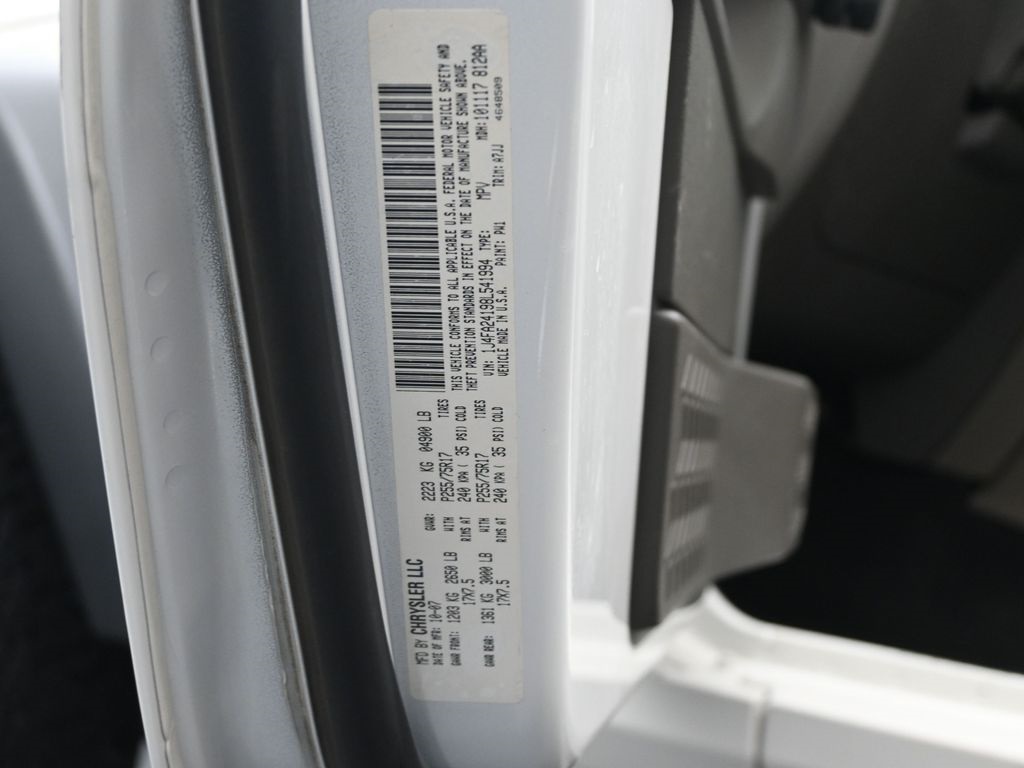 MFD BY CHRYSLER LLC
DATE OF MFR: 10-07 GVWR: 2223 KG 04900 LB
GAWR FRONT: 1203 KG 2650 LB WITH P255/75R17 TIRES
17X7.5 RIMS AT 240 KPA ( 35 PSI) COLD
GAWR REAR: 1361 KG 3000 LB WITH P255/75R17 TIRES
17X7.5 RIMS AT 240 KPA ( 35 PSI) COLD
THIS VEHICLE CONFORMS TO ALL APPLICABLE U.S.A. FEDERAL MOTOR VEHICLE SAFETY AND
THEFT PREVENTION STANDARDS IN EFFECT ON THE DATE OF MANUFACTURE SHOWN ABOVE.
VIN: 1J4FA24198L541994 TYPE: MPV MDH: 101117 812AA
VEHICLE MADE IN U.S.A. PAINT: PW1 TRIM: A7JJ 4648509